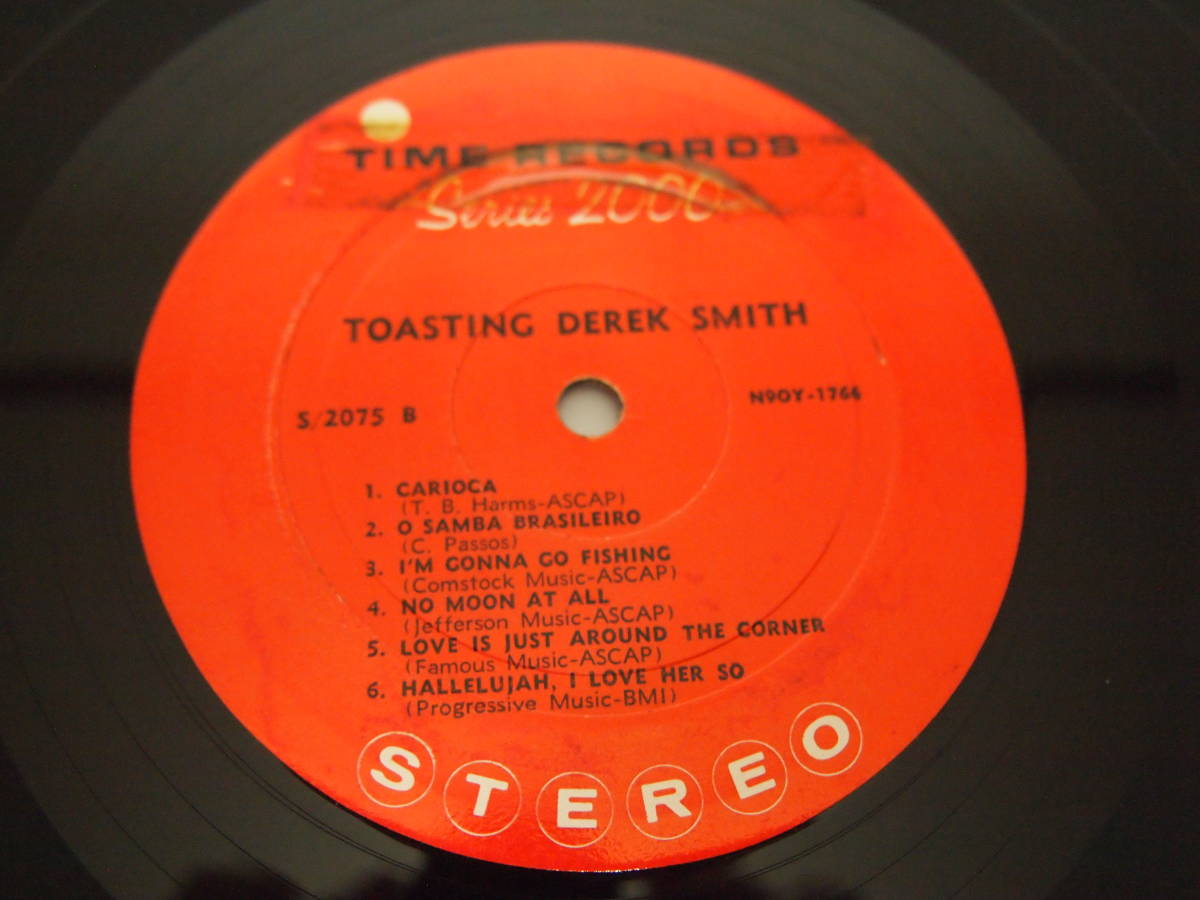 TIME RECORDS
Series 2000
TOASTING DEREK SMITH
S/2075 B
N9OY-1766
1. CARIOCA
(T. B. Harms-ASCAP)
2. O SAMBA BRASILEIRO
(C. Passos)
3. I'M GONNA GO FISHING
(Comstock Music-ASCAP)
4. NO MOON AT ALL
(Jefferson Music-ASCAP)
5. LOVE IS JUST AROUND THE CORNER
(Famous Music-ASCAP)
6. HALLELUJAH, I LOVE HER SO
(Progressive Music-BMI)
STEREO